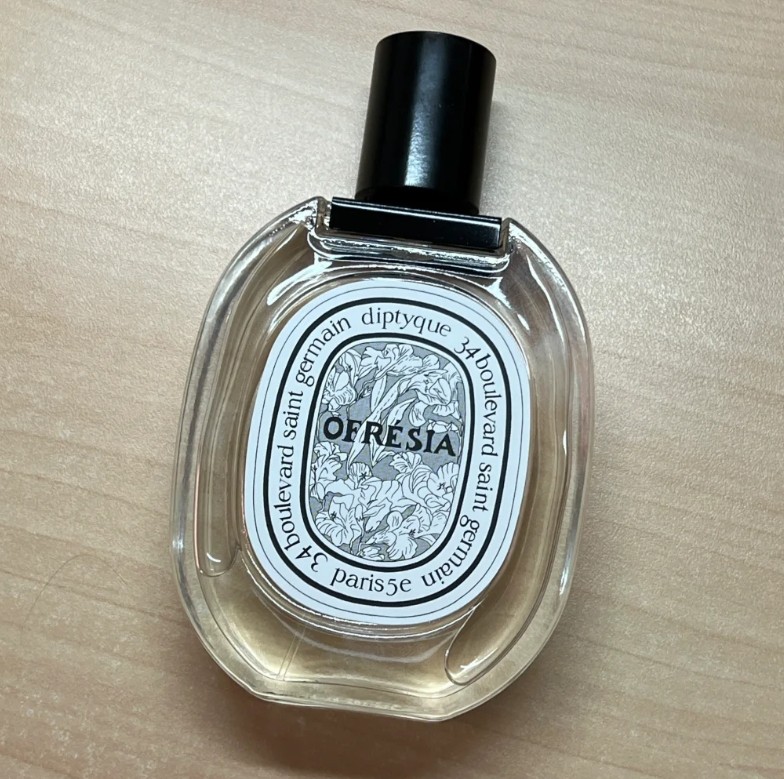 diptyque 34 boulevard saint germain paris 5e 34 boulevard saint germain
OFRÉSIA